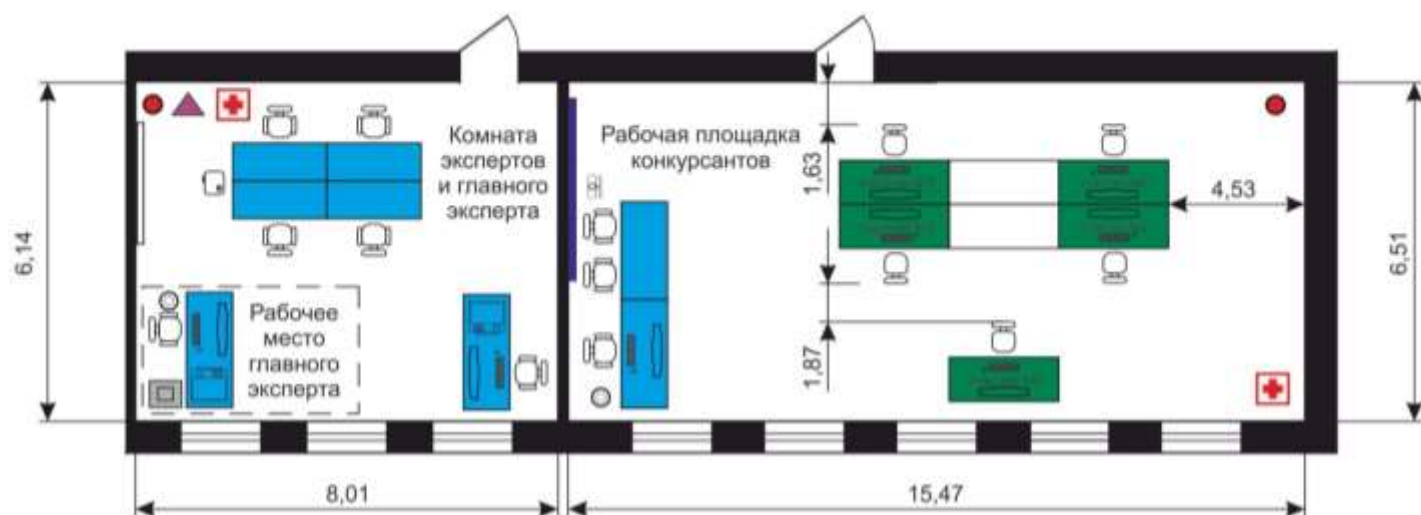 Комната
экспертов
и главного
эксперта
Рабочая площадка
конкурсантов
1,63
4,53
6,14
6,51
Рабочее
место
главного
эксперта
1,87
8,01
15,47